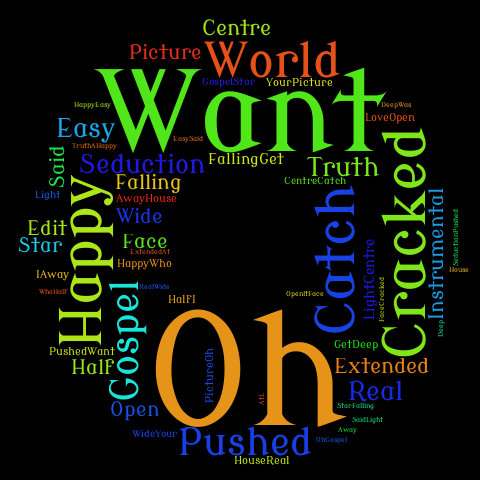 Centre
Picture
World
GospelStar
YourPicture
Want
HappyEasy
DeepWas
LoveOpen
Easy
EasySaid
Cracked
TruthAHappy
Said
Seduction
FallingGet
Truth
Falling
CentreCatch
Light
AwayHouse
Happy
Wide
Catch
Instrumental
SeductionPushed
Edit
Star
Face
ExtendedAt
LightCentre
HappyWho
IAway
House
FaceCracked
RealWide
WhoHalf
Gospel
HalfI
OpenItFace
Deep
Oh
GetDeep
PushedWant
PictureOh
Half
Extended
Real
AtL
Open
StarFalling
SaidLight
WideYour
Pushed
Away
OhGospel
HouseReal